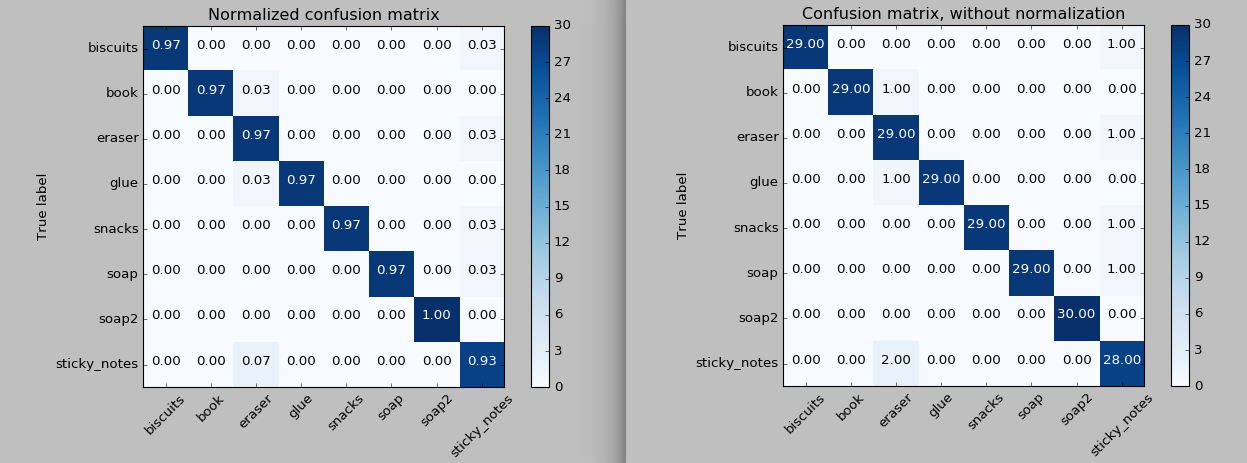 Normalized confusion matrix
True label
biscuits 0.97 0.00 0.00 0.00 0.00 0.00 0.00 0.03
book 0.00 0.97 0.03 0.00 0.00 0.00 0.00 0.00
eraser 0.00 0.00 0.97 0.00 0.00 0.00 0.00 0.03
glue 0.00 0.00 0.03 0.97 0.00 0.00 0.00 0.00
snacks 0.00 0.00 0.00 0.00 0.97 0.00 0.00 0.03
soap 0.00 0.00 0.00 0.00 0.00 0.97 0.00 0.03
soap2 0.00 0.00 0.00 0.00 0.00 0.00 1.00 0.00
sticky_notes 0.00 0.00 0.07 0.00 0.00 0.00 0.00 0.93
biscuits book eraser glue snacks soap soap2 sticky_notes
30
27
24
21
18
15
12
9
6
3
0
Confusion matrix, without normalization
True label
biscuits 29.00 0.00 0.00 0.00 0.00 0.00 0.00 1.00
book 0.00 29.00 1.00 0.00 0.00 0.00 0.00 0.00
eraser 0.00 0.00 29.00 0.00 0.00 0.00 0.00 1.00
glue 0.00 0.00 1.00 29.00 0.00 0.00 0.00 0.00
snacks 0.00 0.00 0.00 0.00 29.00 0.00 0.00 1.00
soap 0.00 0.00 0.00 0.00 0.00 29.00 0.00 1.00
soap2 0.00 0.00 0.00 0.00 0.00 0.00 30.00 0.00
sticky_notes 0.00 0.00 2.00 0.00 0.00 0.00 0.00 28.00
biscuits book eraser glue snacks soap soap2 sticky_notes
30
27
24
21
18
15
12
9
6
3
0